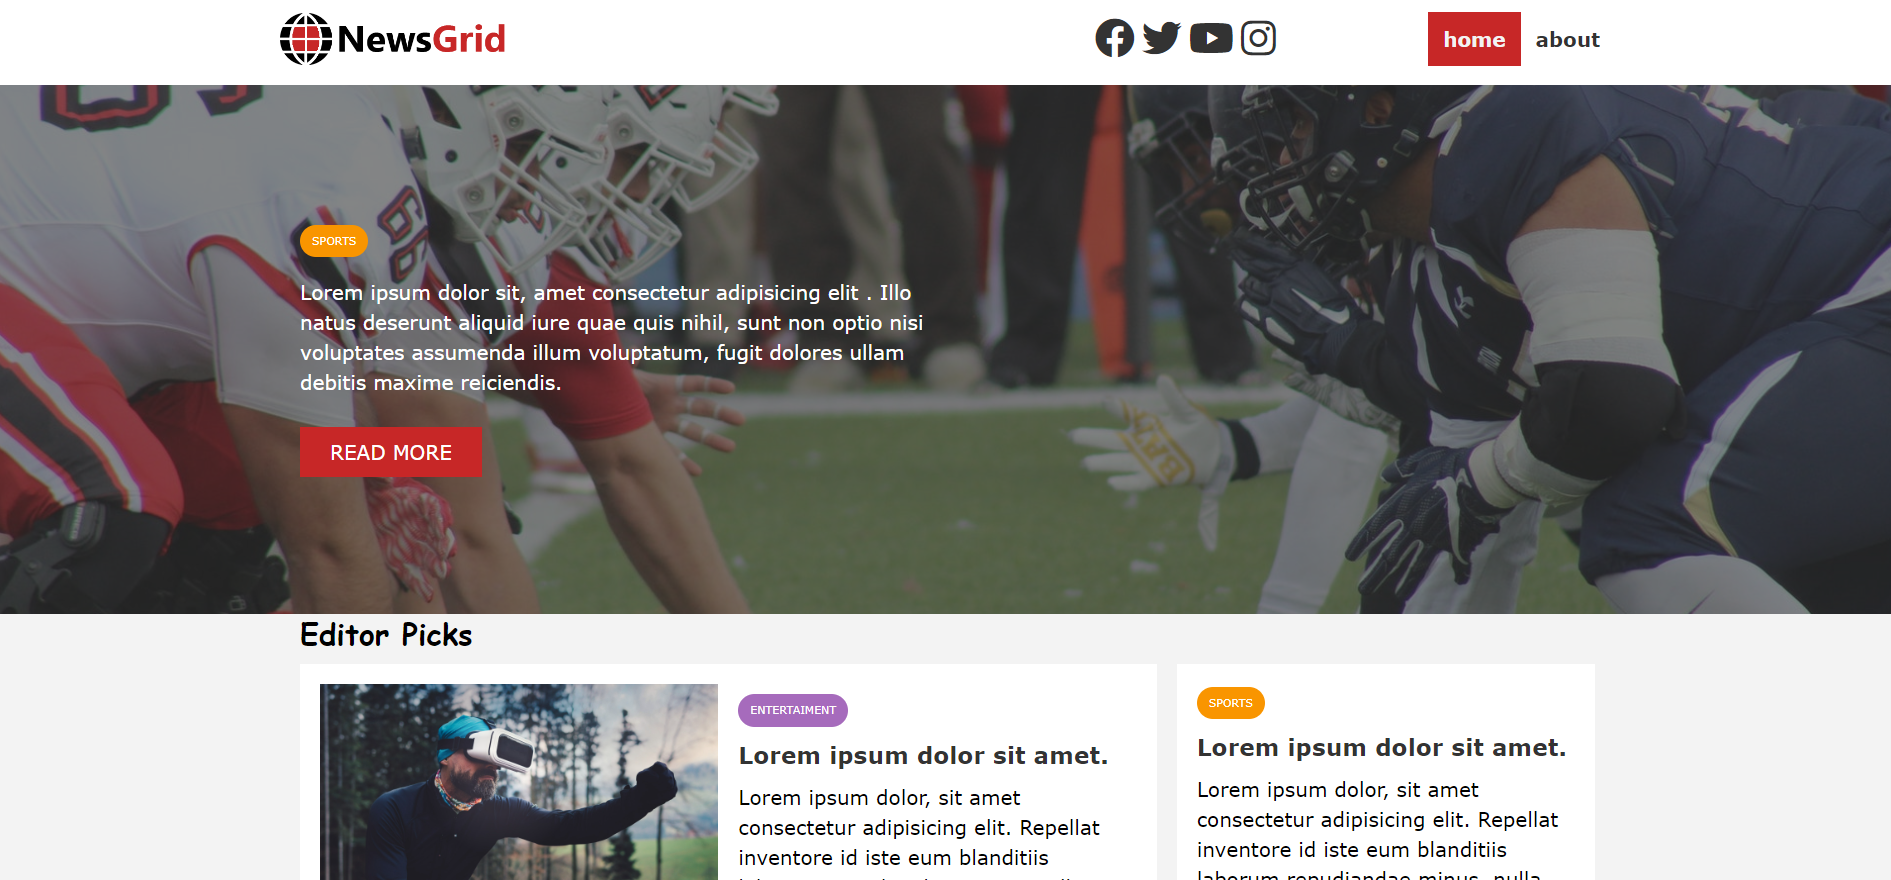 NewsGrid
home
about
SPORTS
Lorem ipsum dolor sit, amet consectetur adipisicing elit . Illo
natus deserunt aliquid iure quae quis nihil, sunt non optio nisi
voluptates assumenda illum voluptatum, fugit dolores ullam
debitis maxime reiciendis.
READ MORE
Editor Picks
ENTERTAIMENT
Lorem ipsum dolor sit amet.
Lorem ipsum dolor, sit amet
consectetur adipisicing elit. Repellat
inventore id iste eum blanditiis
SPORTS
Lorem ipsum dolor sit amet.
Lorem ipsum dolor, sit amet
consectetur adipisicing elit. Repellat
inventore id iste eum blanditiis
laborum repudiandae minus, nulla